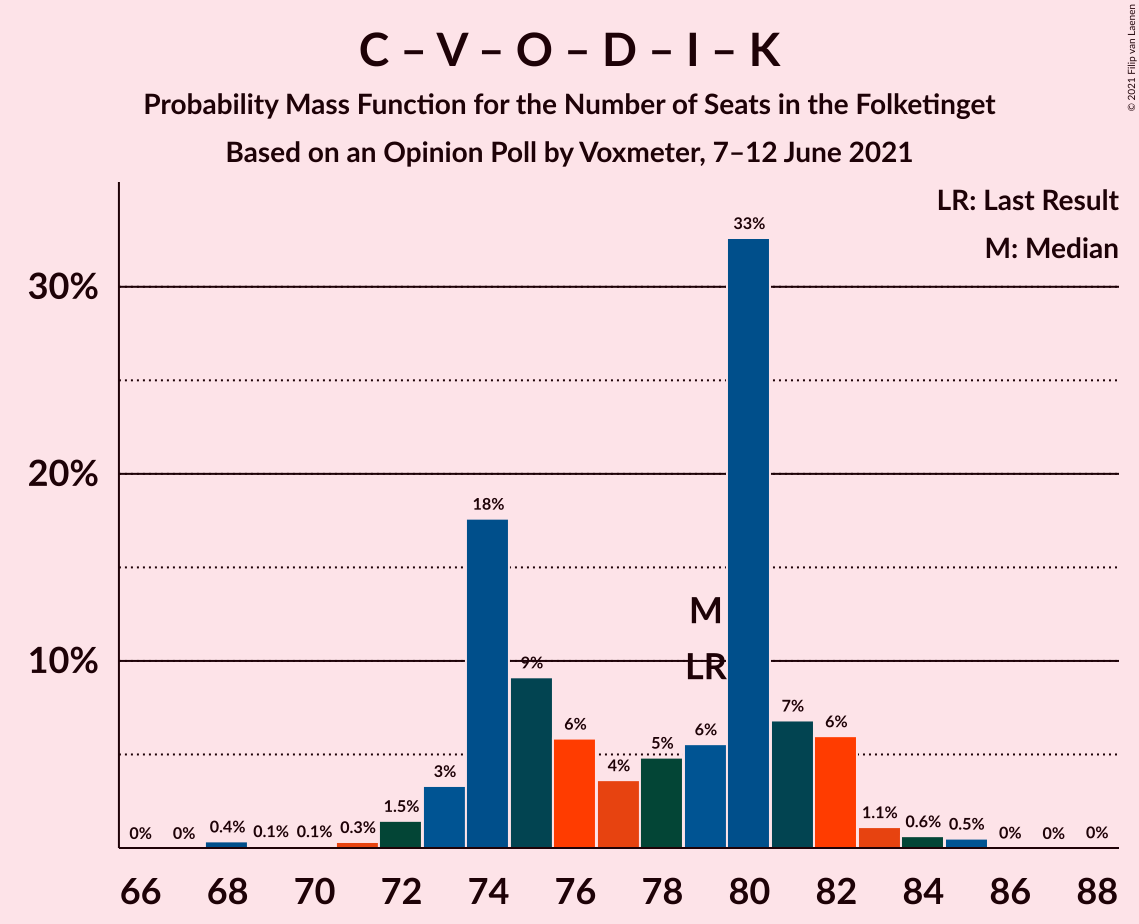 C – V – O – D – I – K
Probability Mass Function for the Number of Seats in the Folketinget
Based on an Opinion Poll by Voxmeter, 7–12 June 2021
© 2021 Filip van Laenen
LR: Last Result
M: Median
30%
20%
10%
0%
0%
0.4%
0.1%
0.1%
0.3%
1.5%
3%
18%
9%
6%
4%
5%
6%
33%
7%
6%
1.1%
0.6%
0.5%
0%
0%
0%
M
LR
66 68 70 72 74 76 78 80 82 84 86 88